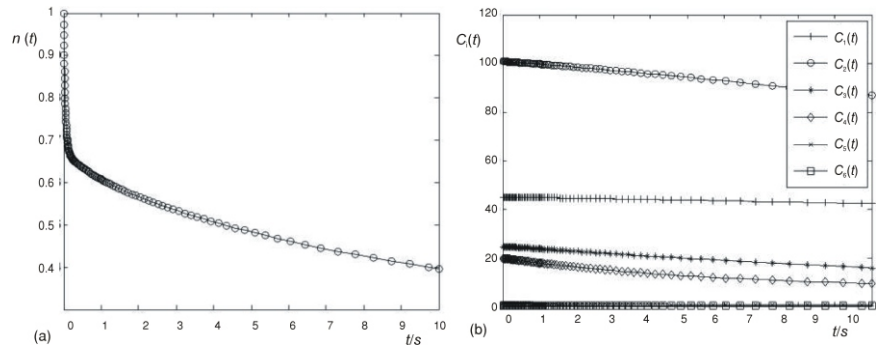 n (t)
1
0.9
0.8
0.7
0.6
0.5
0.4
0 1 2 3 4 5 6 7 8 9 10
t/s
(a)
C₁(t)
120
100
80
60
40
20
0
0 1 2 3 4 5 6 7 8 9 10
t/s
(b)
C₁(t)
C₂(t)
C₃(t)
C₄(t)
C₅(t)
C₆(t)